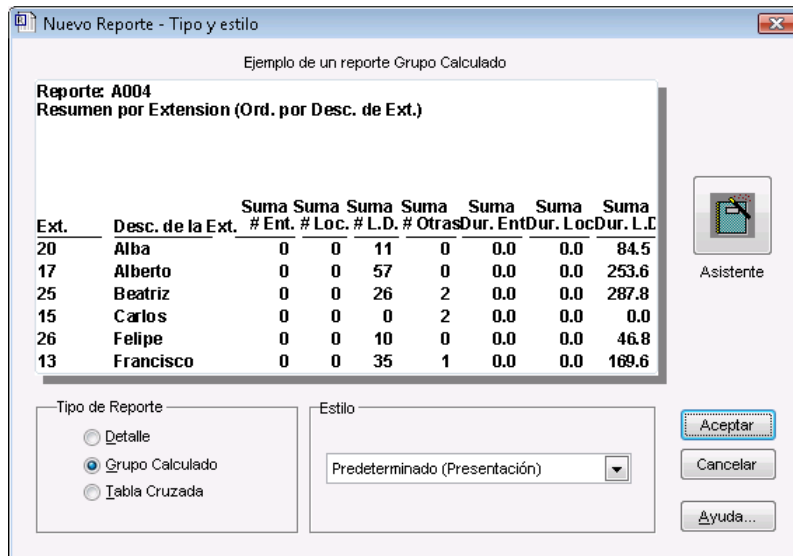 Nuevo Reporte - Tipo y estilo
Ejemplo de un reporte Grupo Calculado
Reporte: A004
Resumen por Extension (Ord. por Desc. de Ext.)
Suma Suma Suma Suma Suma Suma Suma
Ext. Desc. de la Ext. # Ent. # Loc. # L.D. # Otras Dur. Ent Dur. Loc Dur. L.D
20 Alba 0 0 11 0 0.0 0.0 84.5
17 Alberto 0 0 57 0 0.0 0.0 253.6
25 Beatriz 0 0 26 2 0.0 0.0 287.8
15 Carlos 0 0 0 2 0.0 0.0 0.0
26 Felipe 0 0 10 0 0.0 0.0 46.8
13 Francisco 0 0 35 1 0.0 0.0 169.6
Asistente
Tipo de Reporte
Detalle
Grupo Calculado
Tabla Cruzada
Estilo
Predeterminado (Presentación)
Aceptar
Cancelar
Ayuda...